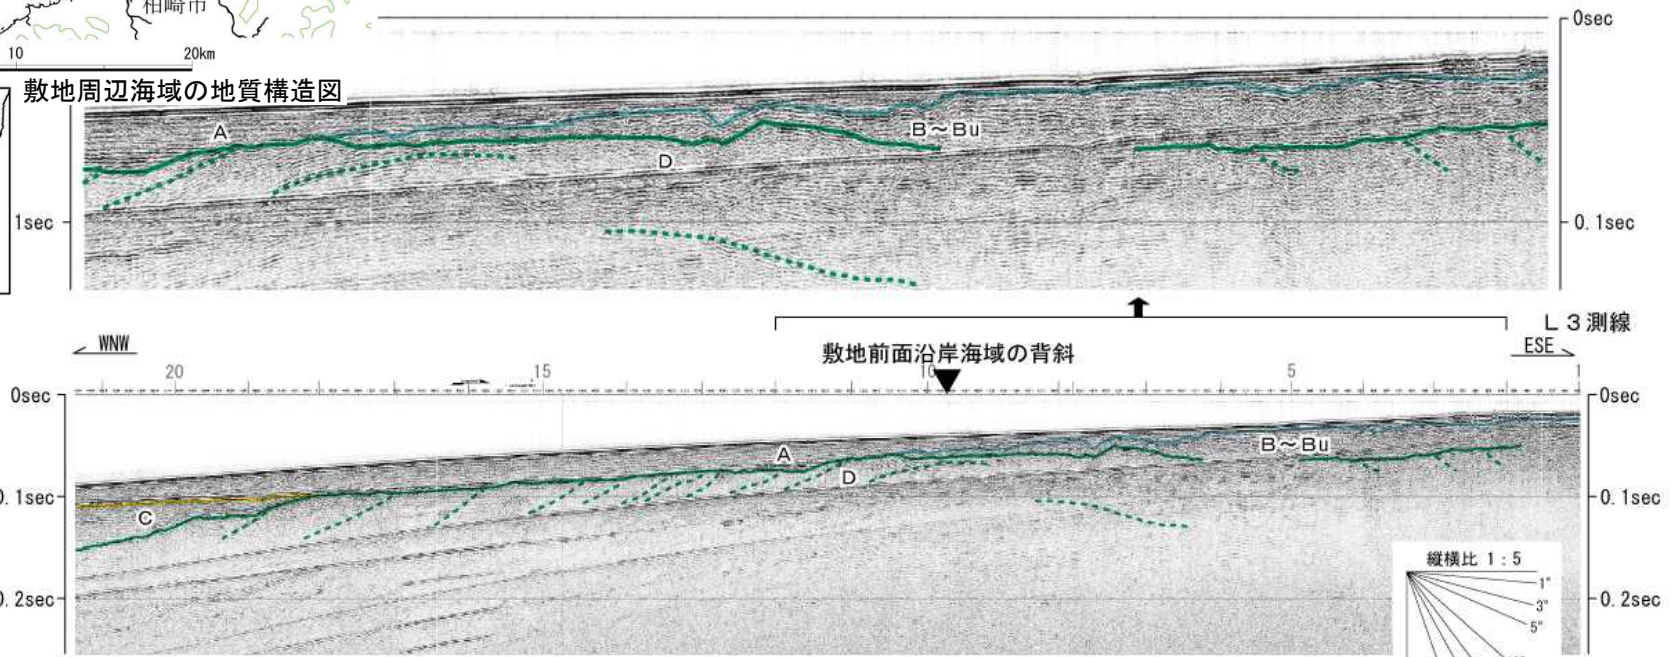 柏崎市
10 20km
敷地周辺海域の地質構造図
0sec
A
B～Bu
D
1sec 0.1sec
L3測線
WNW ESE
敷地前面沿岸海域の背斜
20 15 10 5 1
0sec 0sec
A B～Bu
D
0.1sec 0.1sec
C
縦横比 1:5
1°
3°
5°
0.2sec 0.2sec